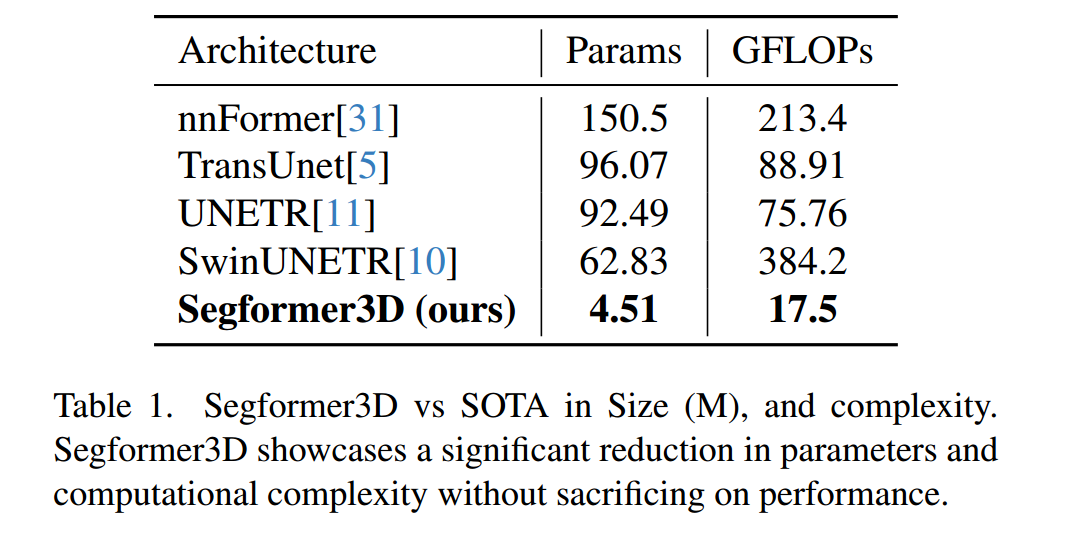 Architecture Params GFLOPs
nnFormer[31] 150.5 213.4
TransUnet[5] 96.07 88.91
UNETR[11] 92.49 75.76
SwinUNETR[10] 62.83 384.2
Segformer3D (ours) 4.51 17.5
Table 1. Segformer3D vs SOTA in Size (M), and complexity.
Segformer3D showcases a significant reduction in parameters and
computational complexity without sacrificing on performance.